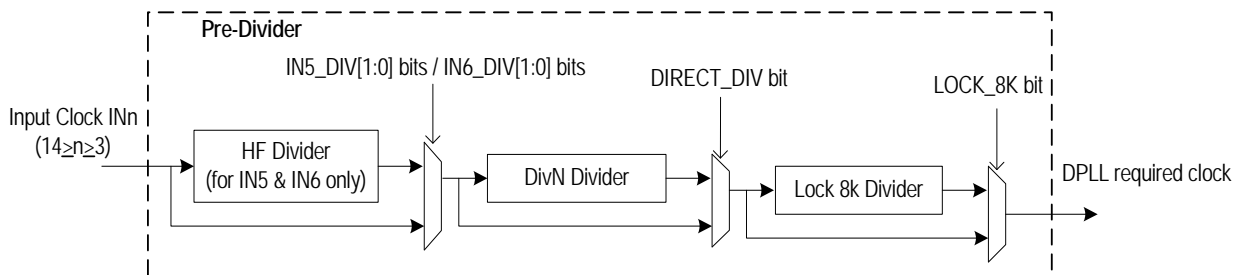 Pre-Divider
IN5_DIV[1:0] bits / IN6_DIV[1:0] bits
DIRECT_DIV bit
LOCK_8K bit
Input Clock INn
(14≥n≥3)
HF Divider
(for IN5 & IN6 only)
DivN Divider
Lock 8k Divider
DPLL required clock